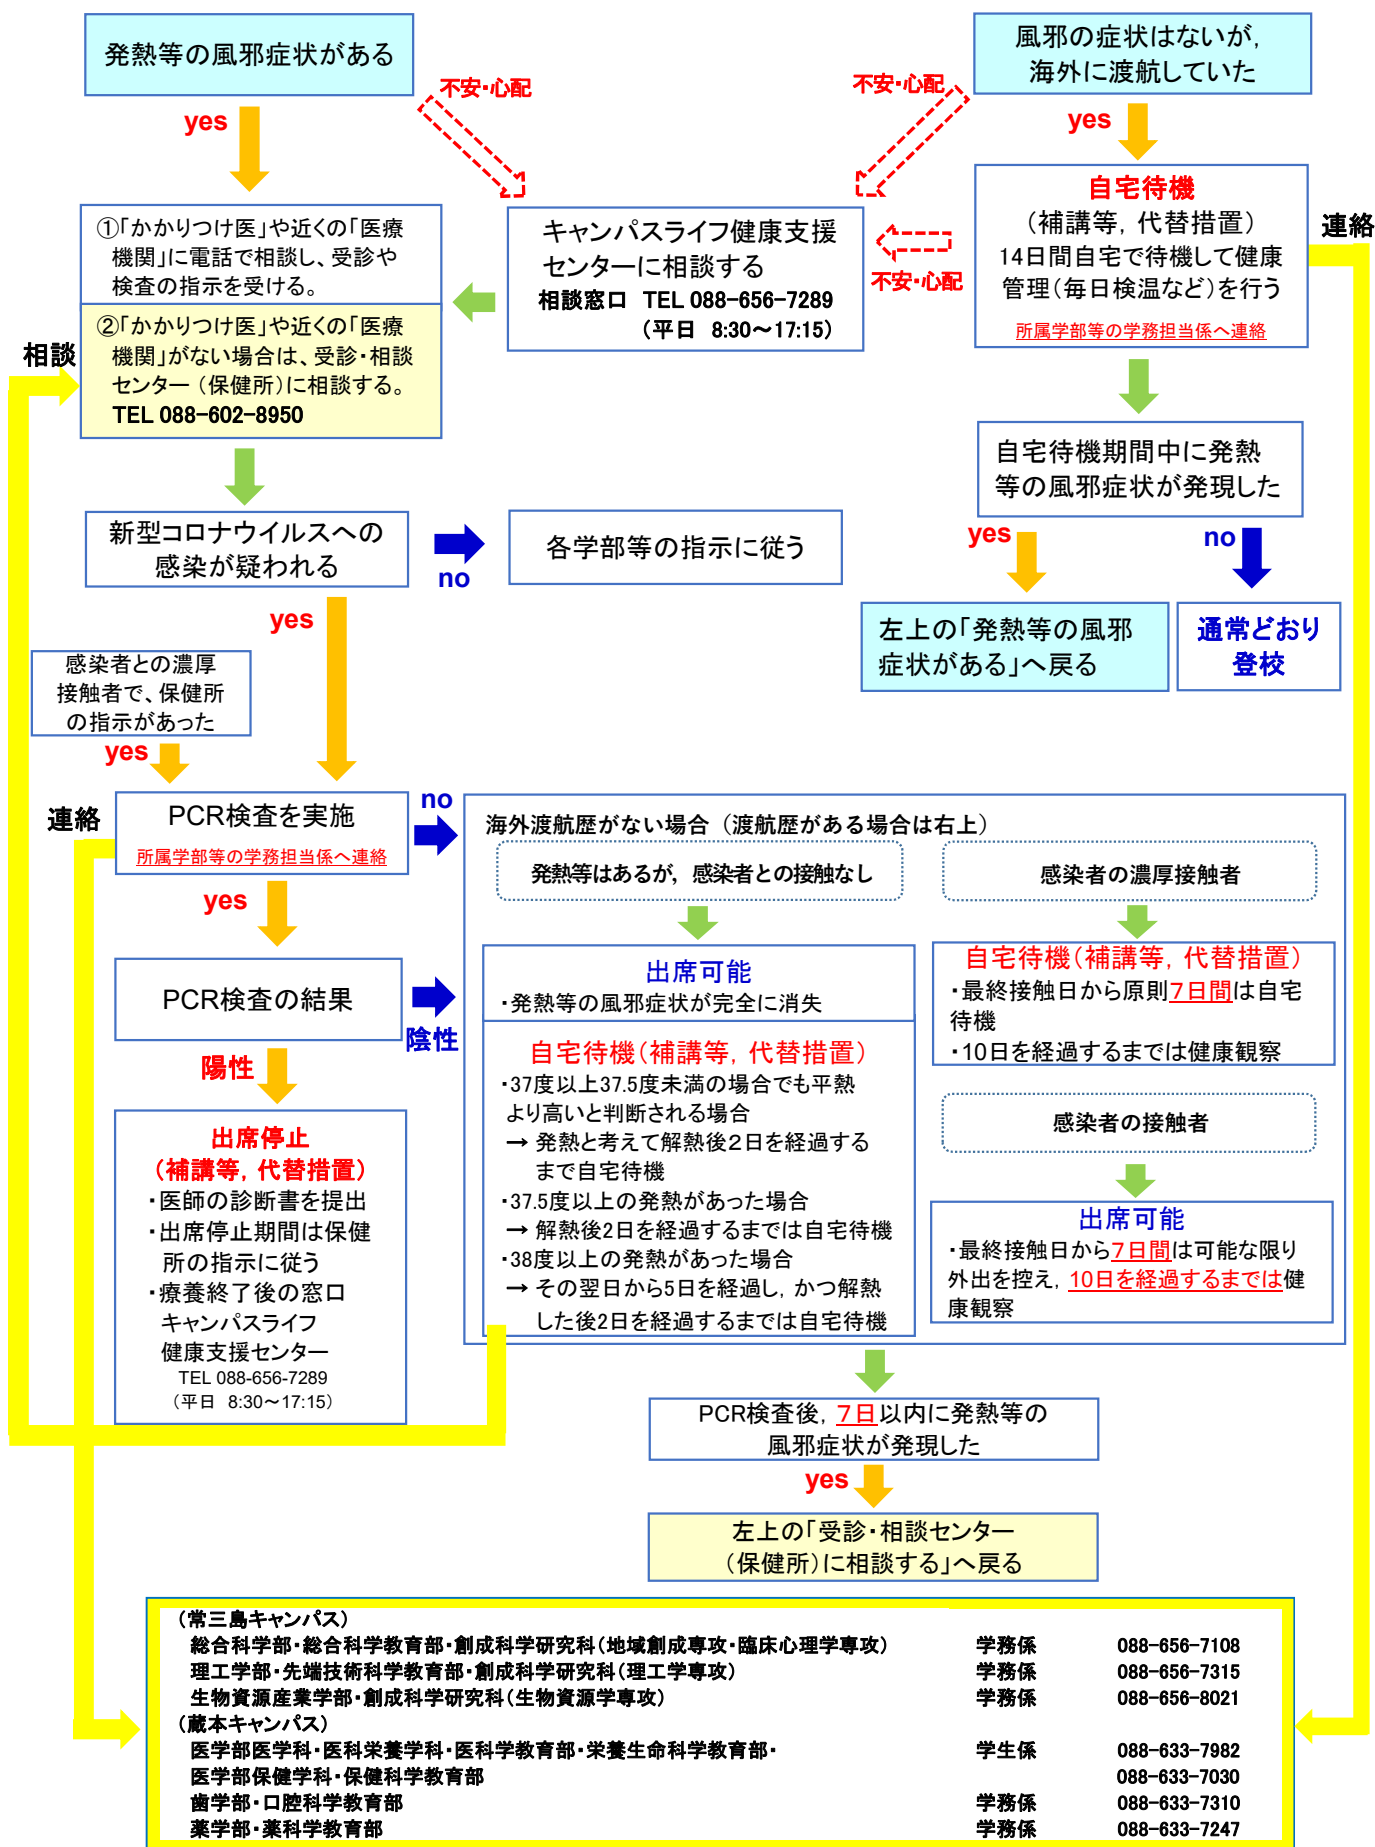 発熱等の風邪症状がある
風邪の症状はないが,
海外に渡航していた
不安・心配
不安・心配
yes
yes
①「かかりつけ医」や近くの「医療
機関」に電話で相談し、受診や
検査の指示を受ける。
②「かかりつけ医」や近くの「医療
機関」がない場合は、受診・相談
センター（保健所）に相談する。
TEL 088-602-8950
相談
キャンパスライフ健康支援
センターに相談する
相談窓口 TEL 088-656-7289
（平日 8:30～17:15）
不安・心配
自宅待機
（補講等, 代替措置）
14日間自宅で待機して健康
管理（毎日検温など）を行う
所属学部等の学務担当係へ連絡
連絡
自宅待機期間中に発熱
等の風邪症状が発現した
yes
no
左上の「発熱等の風邪
症状がある」へ戻る
通常どおり
登校
新型コロナウイルスへの
感染が疑われる
no
各学部等の指示に従う
yes
感染者との濃厚
接触者で、保健所
の指示があった
yes
連絡
PCR検査を実施
所属学部等の学務担当係へ連絡
no
yes
PCR検査の結果
陰性
陽性
出席停止
（補講等, 代替措置）
・医師の診断書を提出
・出席停止期間は保健
所の指示に従う
・療養終了後の窓口
キャンパスライフ
健康支援センター
TEL 088-656-7289
（平日 8:30～17:15）
海外渡航歴がない場合（渡航歴がある場合は右上）
発熱等はあるが, 感染者との接触なし
出席可能
・発熱等の風邪症状が完全に消失
自宅待機（補講等, 代替措置）
・37度以上37.5度未満の場合でも平熱
より高いと判断される場合
→ 発熱と考えて解熱後2日を経過する
まで自宅待機
・37.5度以上の発熱があった場合
→ 解熱後2日を経過するまでは自宅待機
・38度以上の発熱があった場合
→ その翌日から5日を経過し, かつ解熱
した後2日を経過するまでは自宅待機
感染者の濃厚接触者
自宅待機（補講等, 代替措置）
・最終接触日から原則7日間は自宅
待機
・10日を経過するまでは健康観察
感染者の接触者
出席可能
・最終接触日から7日間は可能な限り
外出を控え, 10日を経過するまでは健
康観察
PCR検査後, 7日以内に発熱等の
風邪症状が発現した
yes
左上の「受診・相談センター
（保健所）に相談する」へ戻る
（常三島キャンパス）
総合科学部・総合科学教育部・創成科学研究科（地域創成専攻・臨床心理学専攻） 学務係 088-656-7108
理工学部・先端技術科学教育部・創成科学研究科（理工学専攻） 学務係 088-656-7315
生物資源産業学部・創成科学研究科（生物資源学専攻） 学務係 088-656-8021
（蔵本キャンパス）
医学部医学科・医科栄養学科・医科学教育部・栄養生命科学教育部・ 学生係 088-633-7982
医学部保健学科・保健科学教育部 088-633-7030
歯学部・口腔科学教育部 学務係 088-633-7310
薬学部・薬科学教育部 学務係 088-633-7247